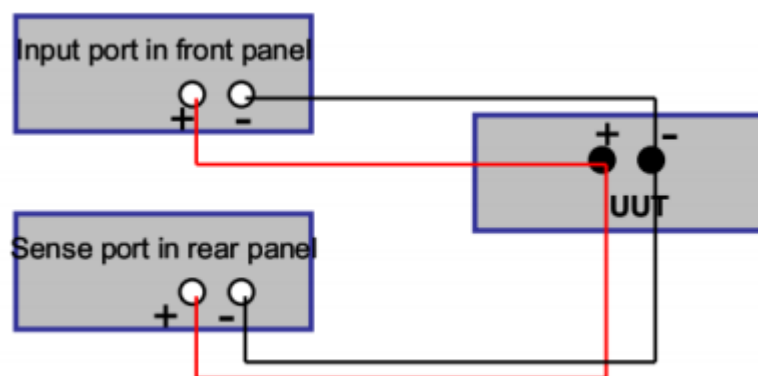 Input port in front panel
+ -
+ -
UUT
Sense port in rear panel
+ -